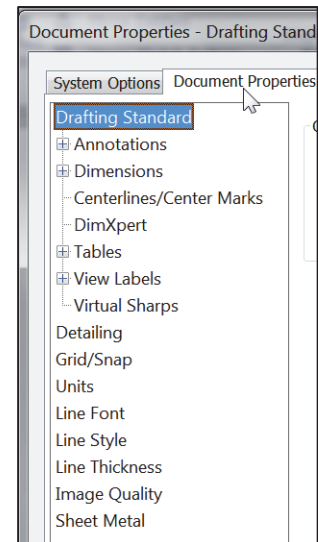 Document Properties - Drafting Stand
System Options Document Properties
Drafting Standard
Annotations
Dimensions
Centerlines/Center Marks
DimXpert
Tables
View Labels
Virtual Sharps
Detailing
Grid/Snap
Units
Line Font
Line Style
Line Thickness
Image Quality
Sheet Metal